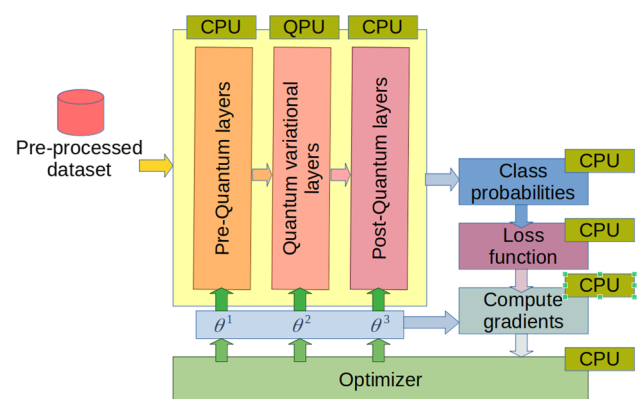 CPU
QPU
CPU
Pre-processed
dataset
Pre-Quantum layers
Quantum variational
layers
Post-Quantum layers
CPU
Class
probabilities
CPU
Loss
function
CPU
Compute
gradients
θ¹
θ²
θ³
CPU
Optimizer